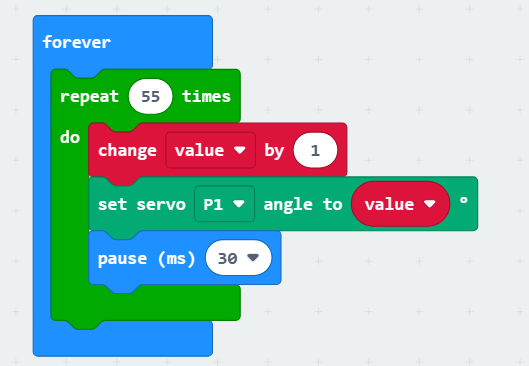 forever
repeat 55 times
do
change value by 1
set servo P1 angle to value °
pause (ms) 30